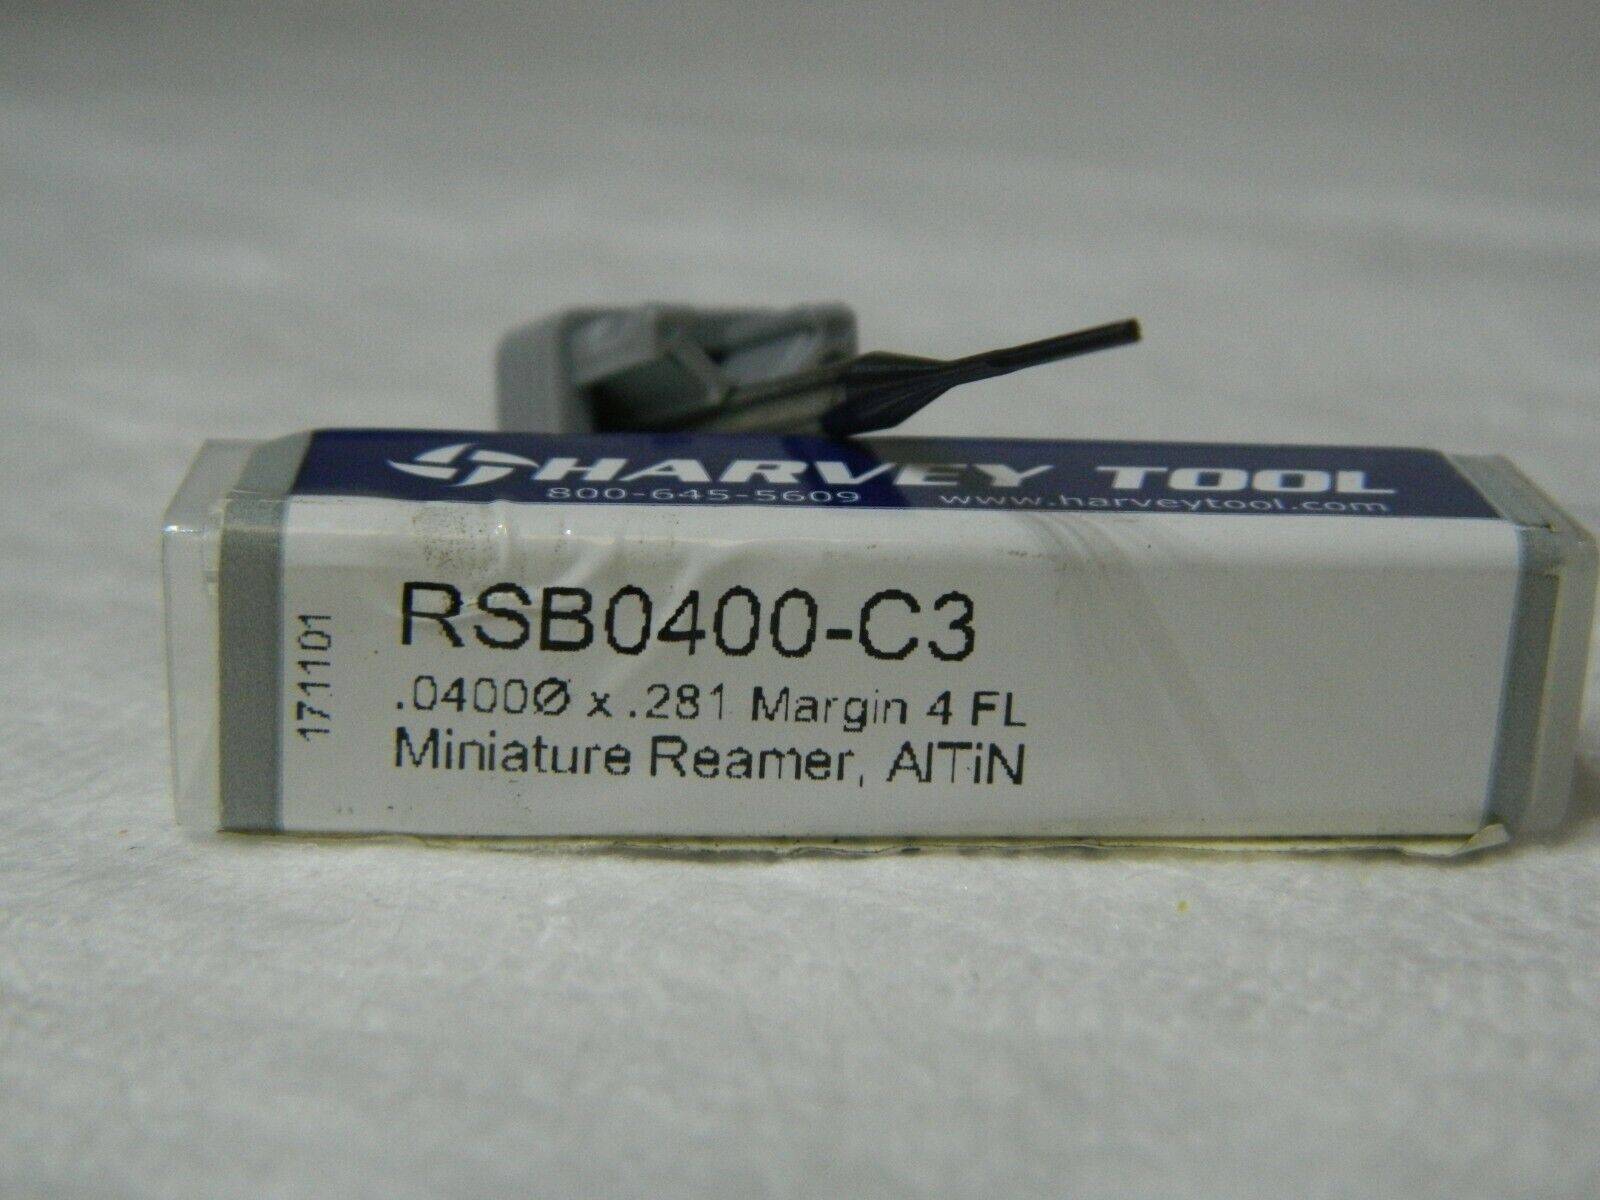 HARVEY TOOL
800-645-5609 www.harveytool.com
171101
RSB0400-C3
.0400Ø x .281 Margin 4 FL
Miniature Reamer, AlTiN